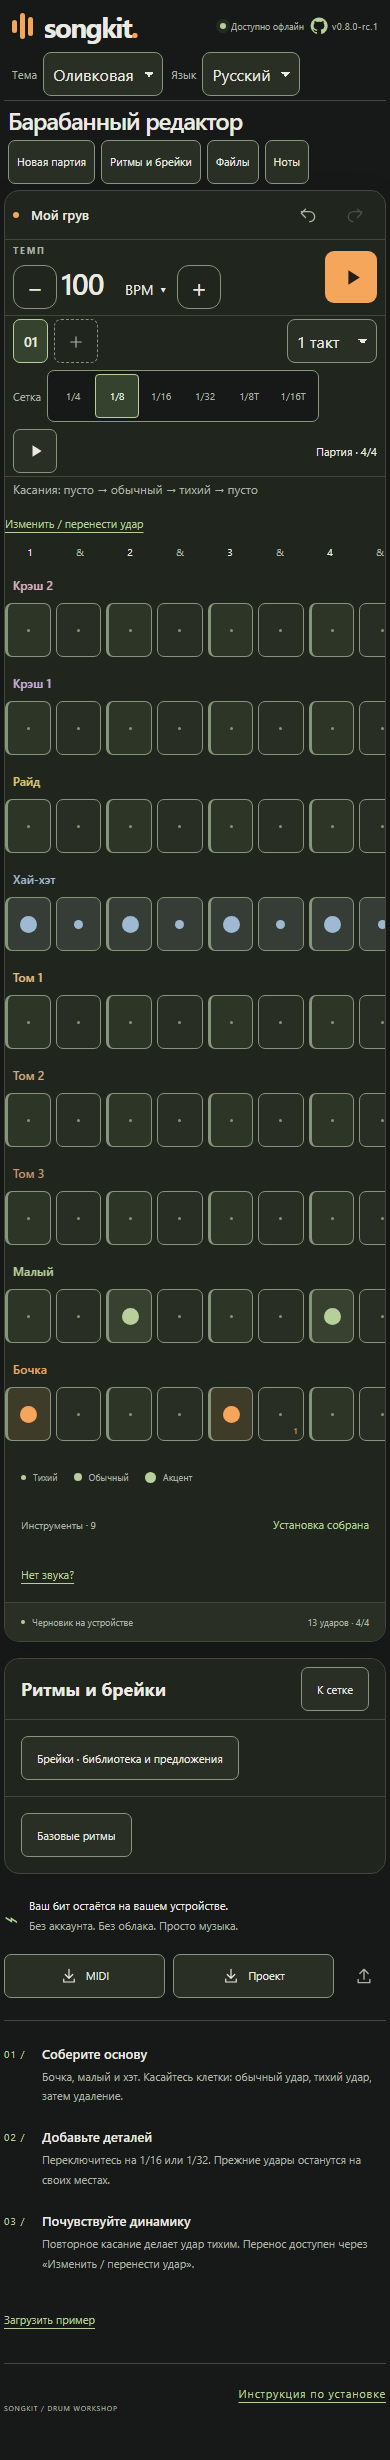 songkit.
Доступно офлайн
v0.8.0-rc.1
Тема Оливковая Язык Русский
Барабанный редактор
Новая партия Ритмы и брейки Файлы Ноты
Мой грув
ТЕМП
− 100 BPM ▾ +
01 + 1 такт
Сетка 1/4 1/8 1/16 1/32 1/8T 1/16T
Партия · 4/4
Касания: пусто → обычный → тихий → пусто
Изменить / перенести удар
1 & 2 & 3 & 4 &
Крэш 2
Крэш 1
Райд
Хай-хэт
Том 1
Том 2
Том 3
Малый
Бочка
1
Тихий Обычный Акцент
Инструменты · 9 Установка собрана
Нет звука?
Черновик на устройстве 13 ударов · 4/4
Ритмы и брейки К сетке
Брейки · библиотека и предложения
Базовые ритмы
Ваш бит остаётся на вашем устройстве.
Без аккаунта. Без облака. Просто музыка.
MIDI Проект
01 / Соберите основу
Бочка, малый и хэт. Касайтесь клетки: обычный удар, тихий удар,
затем удаление.
02 / Добавьте деталей
Переключитесь на 1/16 или 1/32. Прежние удары останутся на
своих местах.
03 / Почувствуйте динамику
Повторное касание делает удар тихим. Перенос доступен через
«Изменить / перенести удар».
Загрузить пример
Инструкция по установке
SONGKIT / DRUM WORKSHOP